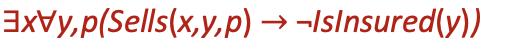 ∃x∀y,p(Sells(x,y,p) → ¬IsInsured(y))